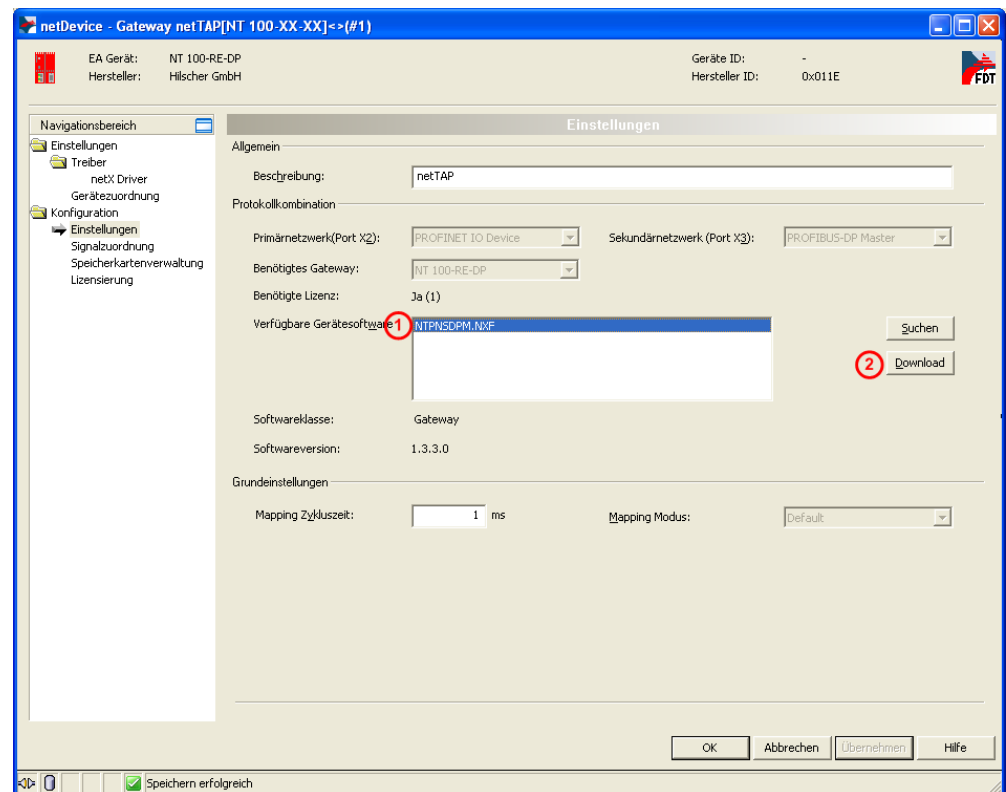 netDevice - Gateway netTAP[NT 100-XX-XX]<>(#1)
EA Gerät: NT 100-RE-DP
Geräte ID: -
Hersteller: Hilscher GmbH
Hersteller ID: 0x011E
FDT
Navigationsbereich
Einstellungen
Treiber
netX Driver
Gerätezuordnung
Konfiguration
Einstellungen
Signalzuordnung
Speicherkartenverwaltung
Lizensierung
Einstellungen
Allgemein
Beschreibung: netTAP
Protokollkombination
Primärnetzwerk(Port X2): PROFINET IO Device
Sekundärnetzwerk (Port X3): PROFIBUS-DP Master
Benötigtes Gateway: NT 100-RE-DP
Benötigte Lizenz: Ja (1)
Verfügbare Gerätesoftware 1 NTPNSDPM.NXF
Suchen
2 Download
Softwareklasse: Gateway
Softwareversion: 1.3.3.0
Grundeinstellungen
Mapping Zykluszeit: 1 ms
Mapping Modus: Default
OK Abbrechen Übernehmen Hilfe
Speichern erfolgreich